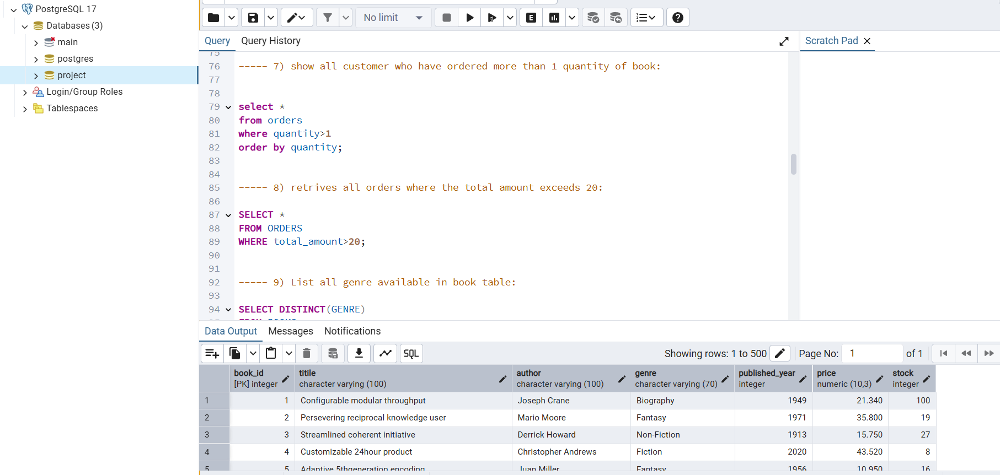 PostgreSQL 17
Databases (3)
main
postgres
project
Login/Group Roles
Tablespaces
No limit
Query
Query History
Scratch Pad
75
76 ----- 7) show all customer who have ordered more than 1 quantity of book:
77
78
79 select *
80 from orders
81 where quantity>1
82 order by quantity;
83
84
85 ----- 8) retrives all orders where the total amount exceeds 20:
86
87 SELECT *
88 FROM ORDERS
89 WHERE total_amount>20;
90
91
92 ----- 9) List all genre available in book table:
93
94 SELECT DISTINCT(GENRE)
95 FROM BOOKS
Data Output Messages Notifications
SQL Showing rows: 1 to 500 Page No: 1 of 1
book_id titile author genre published_year price stock
[PK] integer character varying (100) character varying (100) character varying (70) integer numeric (10,3) integer
1 1 Configurable modular throughput Joseph Crane Biography 1949 21.340 100
2 2 Persevering reciprocal knowledge user Mario Moore Fantasy 1971 35.800 19
3 3 Streamlined coherent initiative Derrick Howard Non-Fiction 1913 15.750 27
4 4 Customizable 24hour product Christopher Andrews Fiction 2020 43.520 8
5 5 Adaptive 5thgeneration encoding Juan Miller Fantasy 1956 10.950 16